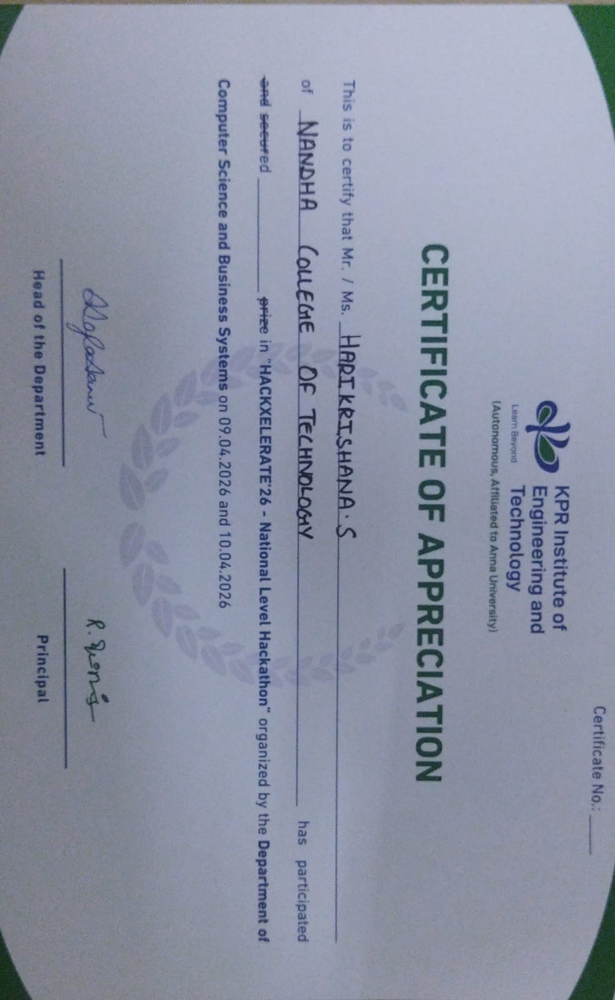 Certificate No.: ____
KPR Institute of
Engineering and
Technology
Learn Beyond
(Autonomous, Affiliated to Anna University)
CERTIFICATE OF APPRECIATION
This is to certify that Mr. / Ms. HARIKRISHANA.S
of NANDHA COLLEGE OF TECHNOLOGY has participated
and secured ________ prize in "HACKXELERATE'26 - National Level Hackathon" organized by the Department of
Computer Science and Business Systems on 09.04.2026 and 10.04.2026
Head of the Department
Principal